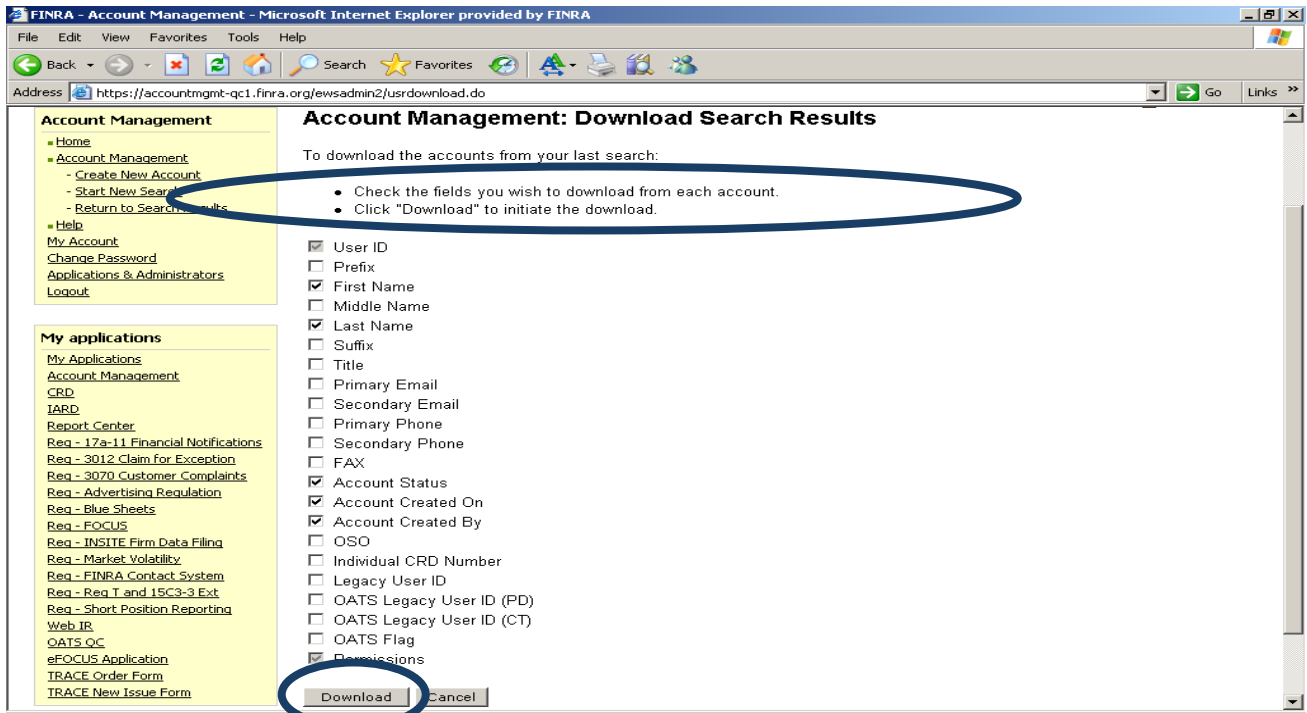 FINRA - Account Management - Microsoft Internet Explorer provided by FINRA
File Edit View Favorites Tools Help
Back Search Favorites
Address https://accountmgmt-qc1.finra.org/ewsadmin2/usrdownload.do Go Links »
Account Management
Home
Account Management
- Create New Account
- Start New Search
- Return to Search Results
Help
My Account
Change Password
Applications & Administrators
Logout
My applications
My Applications
Account Management
CRD
IARD
Report Center
Reg - 17a-11 Financial Notifications
Reg - 3012 Claim for Exception
Reg - 3070 Customer Complaints
Reg - Advertising Regulation
Reg - Blue Sheets
Reg - FOCUS
Reg - INSITE Firm Data Filing
Reg - Market Volatility
Reg - FINRA Contact System
Reg - Reg T and 15C3-3 Ext
Reg - Short Position Reporting
Web IR
OATS QC
eFOCUS Application
TRACE Order Form
TRACE New Issue Form
Account Management: Download Search Results
To download the accounts from your last search:
• Check the fields you wish to download from each account.
• Click "Download" to initiate the download.
User ID
Prefix
First Name
Middle Name
Last Name
Suffix
Title
Primary Email
Secondary Email
Primary Phone
Secondary Phone
FAX
Account Status
Account Created On
Account Created By
OSO
Individual CRD Number
Legacy User ID
OATS Legacy User ID (PD)
OATS Legacy User ID (CT)
OATS Flag
Permissions
Download Cancel